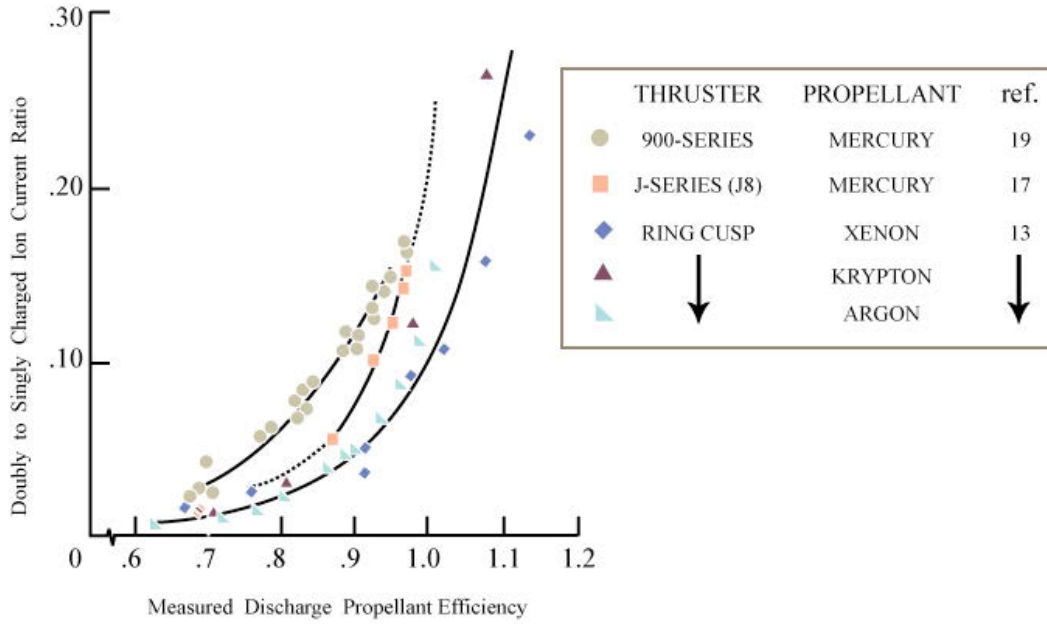 .30
.20
.10
0
.6
.7
.8
.9
1.0
1.1
1.2
Doubly to Singly Charged Ion Current Ratio
Measured Discharge Propellant Efficiency
THRUSTER PROPELLANT ref.
900-SERIES MERCURY 19
J-SERIES (J8) MERCURY 17
RING CUSP XENON 13
KRYPTON
ARGON